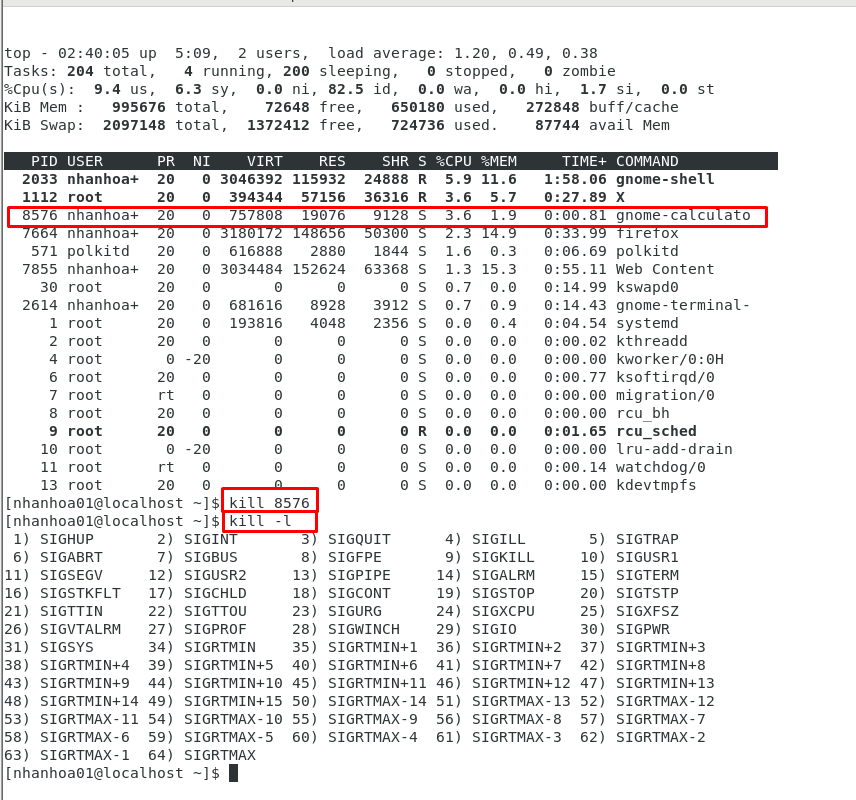 top - 02:40:05 up  5:09,  2 users,  load average: 1.20, 0.49, 0.38
Tasks: 204 total,   4 running, 200 sleeping,   0 stopped,   0 zombie
%Cpu(s):  9.4 us,  6.3 sy,  0.0 ni, 82.5 id,  0.0 wa,  0.0 hi,  1.7 si,  0.0 st
KiB Mem :   995676 total,    72648 free,   650180 used,   272848 buff/cache
KiB Swap:  2097148 total,  1372412 free,   724736 used.    87744 avail Mem
PID USER      PR  NI    VIRT    RES    SHR S %CPU %MEM     TIME+ COMMAND
2033 nhanhoa+  20   0 3046392 115932  24888 R  5.9 11.6   1:58.06 gnome-shell
1112 root      20   0  394344  57156  36316 R  3.6  5.7   0:27.89 X
8576 nhanhoa+  20   0  757808  19076   9128 S  3.6  1.9   0:00.81 gnome-calculato
7664 nhanhoa+  20   0 3180172 148656  50300 S  2.3 14.9   0:33.99 firefox
571 polkitd   20   0  616888   2880   1844 S  1.6  0.3   0:06.69 polkitd
7855 nhanhoa+  20   0 3034484 152624  63368 S  1.3 15.3   0:55.11 Web Content
30 root      20   0       0      0      0 S  0.7  0.0   0:14.99 kswapd0
2614 nhanhoa+  20   0  681616   8928   3912 S  0.7  0.9   0:14.43 gnome-terminal-
1 root      20   0  193816   4048   2356 S  0.0  0.4   0:04.54 systemd
2 root      20   0       0      0      0 S  0.0  0.0   0:00.02 kthreadd
4 root       0 -20       0      0      0 S  0.0  0.0   0:00.00 kworker/0:0H
6 root      20   0       0      0      0 S  0.0  0.0   0:00.77 ksoftirqd/0
7 root      rt   0       0      0      0 S  0.0  0.0   0:00.00 migration/0
8 root      20   0       0      0      0 S  0.0  0.0   0:00.00 rcu_bh
9 root      20   0       0      0      0 R  0.0  0.0   0:01.65 rcu_sched
10 root       0 -20       0      0      0 S  0.0  0.0   0:00.00 lru-add-drain
11 root      rt   0       0      0      0 S  0.0  0.0   0:00.14 watchdog/0
13 root      20   0       0      0      0 S  0.0  0.0   0:00.00 kdevtmpfs
[nhanhoa01@localhost ~]$ kill 8576
[nhanhoa01@localhost ~]$ kill -l
1) SIGHUP       2) SIGINT       3) SIGQUIT      4) SIGILL       5) SIGTRAP
6) SIGABRT      7) SIGBUS       8) SIGFPE       9) SIGKILL     10) SIGUSR1
11) SIGSEGV     12) SIGUSR2     13) SIGPIPE     14) SIGALRM     15) SIGTERM
16) SIGSTKFLT   17) SIGCHLD     18) SIGCONT     19) SIGSTOP     20) SIGTSTP
21) SIGTTIN     22) SIGTTOU     23) SIGURG      24) SIGXCPU     25) SIGXFSZ
26) SIGVTALRM   27) SIGPROF     28) SIGWINCH    29) SIGIO       30) SIGPWR
31) SIGSYS      34) SIGRTMIN    35) SIGRTMIN+1  36) SIGRTMIN+2  37) SIGRTMIN+3
38) SIGRTMIN+4  39) SIGRTMIN+5  40) SIGRTMIN+6  41) SIGRTMIN+7  42) SIGRTMIN+8
43) SIGRTMIN+9  44) SIGRTMIN+10 45) SIGRTMIN+11 46) SIGRTMIN+12 47) SIGRTMIN+13
48) SIGRTMIN+14 49) SIGRTMIN+15 50) SIGRTMAX-14 51) SIGRTMAX-13 52) SIGRTMAX-12
53) SIGRTMAX-11 54) SIGRTMAX-10 55) SIGRTMAX-9  56) SIGRTMAX-8  57) SIGRTMAX-7
58) SIGRTMAX-6  59) SIGRTMAX-5  60) SIGRTMAX-4  61) SIGRTMAX-3  62) SIGRTMAX-2
63) SIGRTMAX-1  64) SIGRTMAX
[nhanhoa01@localhost ~]$